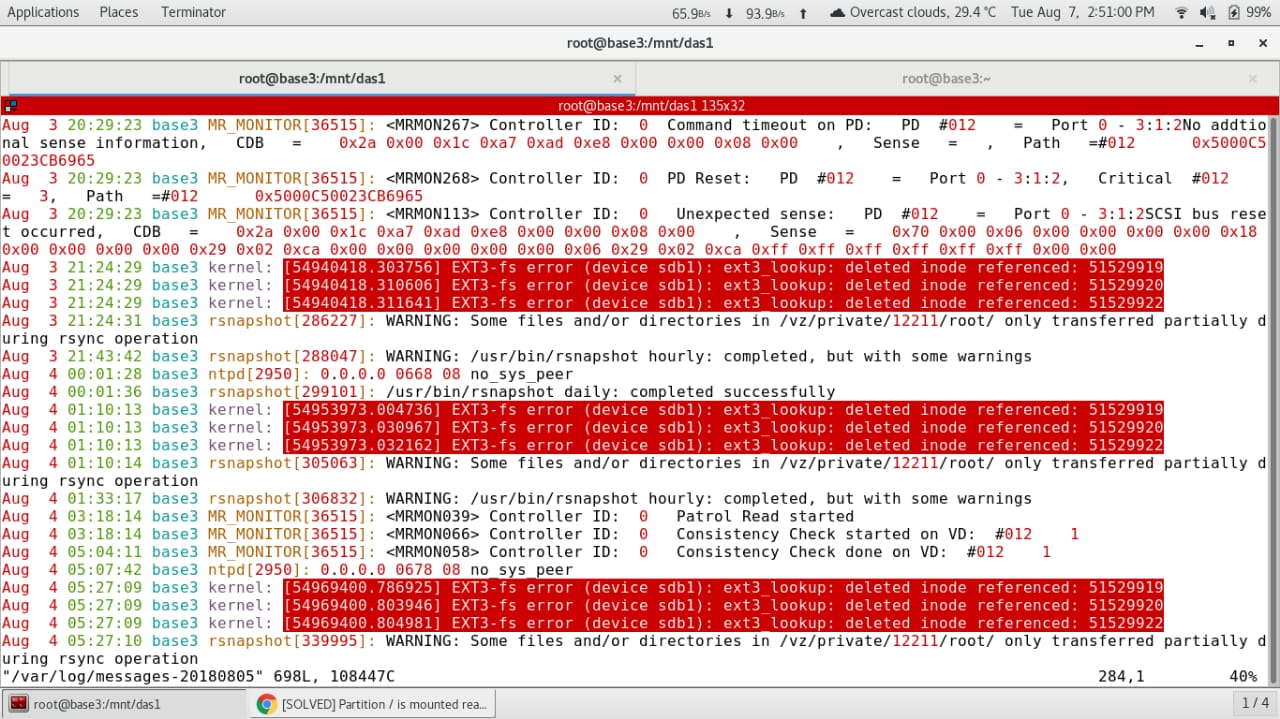 Applications Places Terminator 65.9B/s 93.9B/s Overcast clouds, 29.4 °C Tue Aug 7, 2:51:00 PM 99%
root@base3:/mnt/das1
root@base3:/mnt/das1 root@base3:~
root@base3:/mnt/das1 135x32
Aug  3 20:29:23 base3 MR_MONITOR[36515]: <MRMON267> Controller ID:  0  Command timeout on PD:   PD  #012    =   Port 0 - 3:1:2No addtio
nal sense information,   CDB   =    0x2a 0x00 0x1c 0xa7 0xad 0xe8 0x00 0x00 0x08 0x00    ,   Sense   =  ,   Path   =#012      0x5000C5
0023CB6965
Aug  3 20:29:23 base3 MR_MONITOR[36515]: <MRMON268> Controller ID:  0  PD Reset:   PD  #012    =   Port 0 - 3:1:2,   Critical  #012
=  3,   Path   =#012      0x5000C50023CB6965
Aug  3 20:29:23 base3 MR_MONITOR[36515]: <MRMON113> Controller ID:  0   Unexpected sense:   PD  #012    =   Port 0 - 3:1:2SCSI bus rese
t occurred,   CDB   =    0x2a 0x00 0x1c 0xa7 0xad 0xe8 0x00 0x00 0x08 0x00    ,   Sense   =    0x70 0x00 0x06 0x00 0x00 0x00 0x00 0x18
0x00 0x00 0x00 0x00 0x29 0x02 0xca 0x00 0x00 0x00 0x00 0x00 0x06 0x29 0x02 0xca 0xff 0xff 0xff 0xff 0xff 0xff 0x00 0x00
Aug  3 21:24:29 base3 kernel: [54940418.303756] EXT3-fs error (device sdb1): ext3_lookup: deleted inode referenced: 51529919
Aug  3 21:24:29 base3 kernel: [54940418.310606] EXT3-fs error (device sdb1): ext3_lookup: deleted inode referenced: 51529920
Aug  3 21:24:29 base3 kernel: [54940418.311641] EXT3-fs error (device sdb1): ext3_lookup: deleted inode referenced: 51529922
Aug  3 21:24:31 base3 rsnapshot[286227]: WARNING: Some files and/or directories in /vz/private/12211/root/ only transferred partially d
uring rsync operation
Aug  3 21:43:42 base3 rsnapshot[288047]: WARNING: /usr/bin/rsnapshot hourly: completed, but with some warnings
Aug  4 00:01:28 base3 ntpd[2950]: 0.0.0.0 0668 08 no_sys_peer
Aug  4 00:01:36 base3 rsnapshot[299101]: /usr/bin/rsnapshot daily: completed successfully
Aug  4 01:10:13 base3 kernel: [54953973.004736] EXT3-fs error (device sdb1): ext3_lookup: deleted inode referenced: 51529919
Aug  4 01:10:13 base3 kernel: [54953973.030967] EXT3-fs error (device sdb1): ext3_lookup: deleted inode referenced: 51529920
Aug  4 01:10:13 base3 kernel: [54953973.032162] EXT3-fs error (device sdb1): ext3_lookup: deleted inode referenced: 51529922
Aug  4 01:10:14 base3 rsnapshot[305063]: WARNING: Some files and/or directories in /vz/private/12211/root/ only transferred partially d
uring rsync operation
Aug  4 01:33:17 base3 rsnapshot[306832]: WARNING: /usr/bin/rsnapshot hourly: completed, but with some warnings
Aug  4 03:18:14 base3 MR_MONITOR[36515]: <MRMON039> Controller ID:  0   Patrol Read started
Aug  4 03:18:14 base3 MR_MONITOR[36515]: <MRMON066> Controller ID:  0   Consistency Check started on VD:  #012    1
Aug  4 05:04:11 base3 MR_MONITOR[36515]: <MRMON058> Controller ID:  0   Consistency Check done on VD:  #012    1
Aug  4 05:07:42 base3 ntpd[2950]: 0.0.0.0 0678 08 no_sys_peer
Aug  4 05:27:09 base3 kernel: [54969400.786925] EXT3-fs error (device sdb1): ext3_lookup: deleted inode referenced: 51529919
Aug  4 05:27:09 base3 kernel: [54969400.803946] EXT3-fs error (device sdb1): ext3_lookup: deleted inode referenced: 51529920
Aug  4 05:27:09 base3 kernel: [54969400.804981] EXT3-fs error (device sdb1): ext3_lookup: deleted inode referenced: 51529922
Aug  4 05:27:10 base3 rsnapshot[339995]: WARNING: Some files and/or directories in /vz/private/12211/root/ only transferred partially d
uring rsync operation
"/var/log/messages-20180805" 698L, 108447C 284,1 40%
root@base3:/mnt/das1 [SOLVED] Partition / is mounted rea... 1 / 4